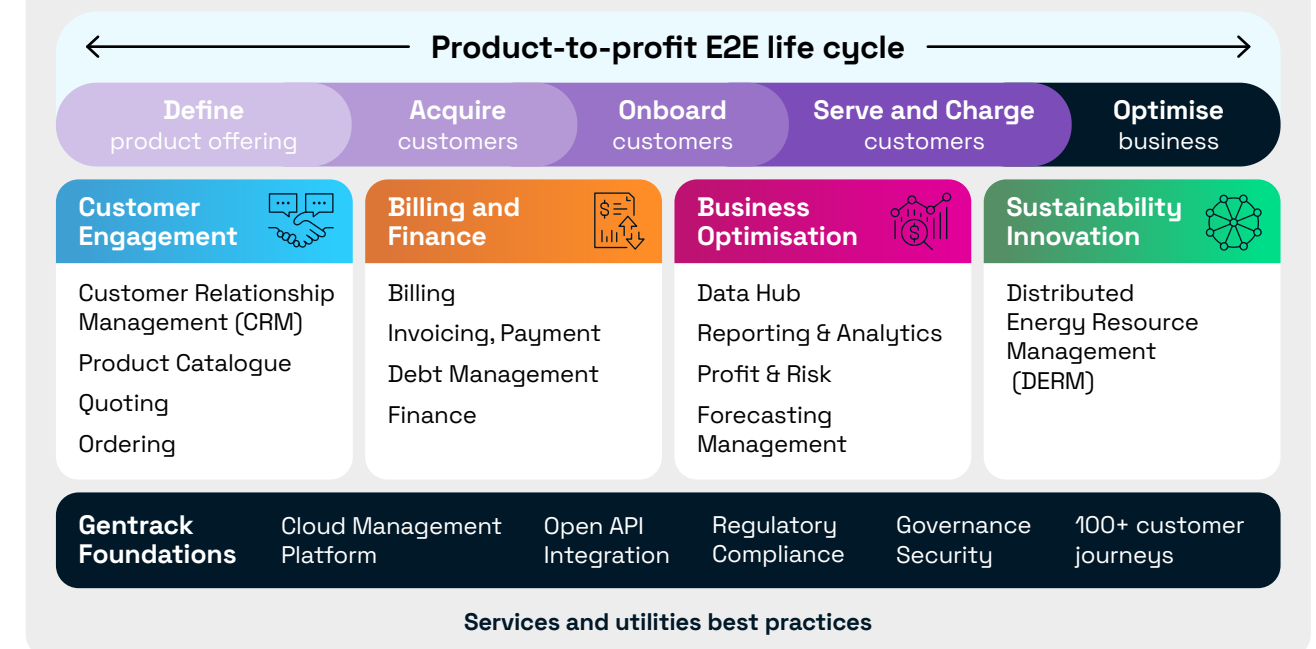 Product-to-profit E2E life cycle
Define
product offering
Acquire
customers
Onboard
customers
Serve and Charge
customers
Optimise
business
Customer
Engagement
Customer Relationship
Management (CRM)
Product Catalogue
Quoting
Ordering
Billing and
Finance
$
Billing
Invoicing, Payment
Debt Management
Finance
Business
Optimisation
$
Data Hub
Reporting & Analytics
Profit & Risk
Forecasting
Management
Sustainability
Innovation
Distributed
Energy Resource
Management
(DERM)
Gentrack
Foundations
Cloud Management
Platform
Open API
Integration
Regulatory
Compliance
Governance
Security
100+ customer
journeys
Services and utilities best practices